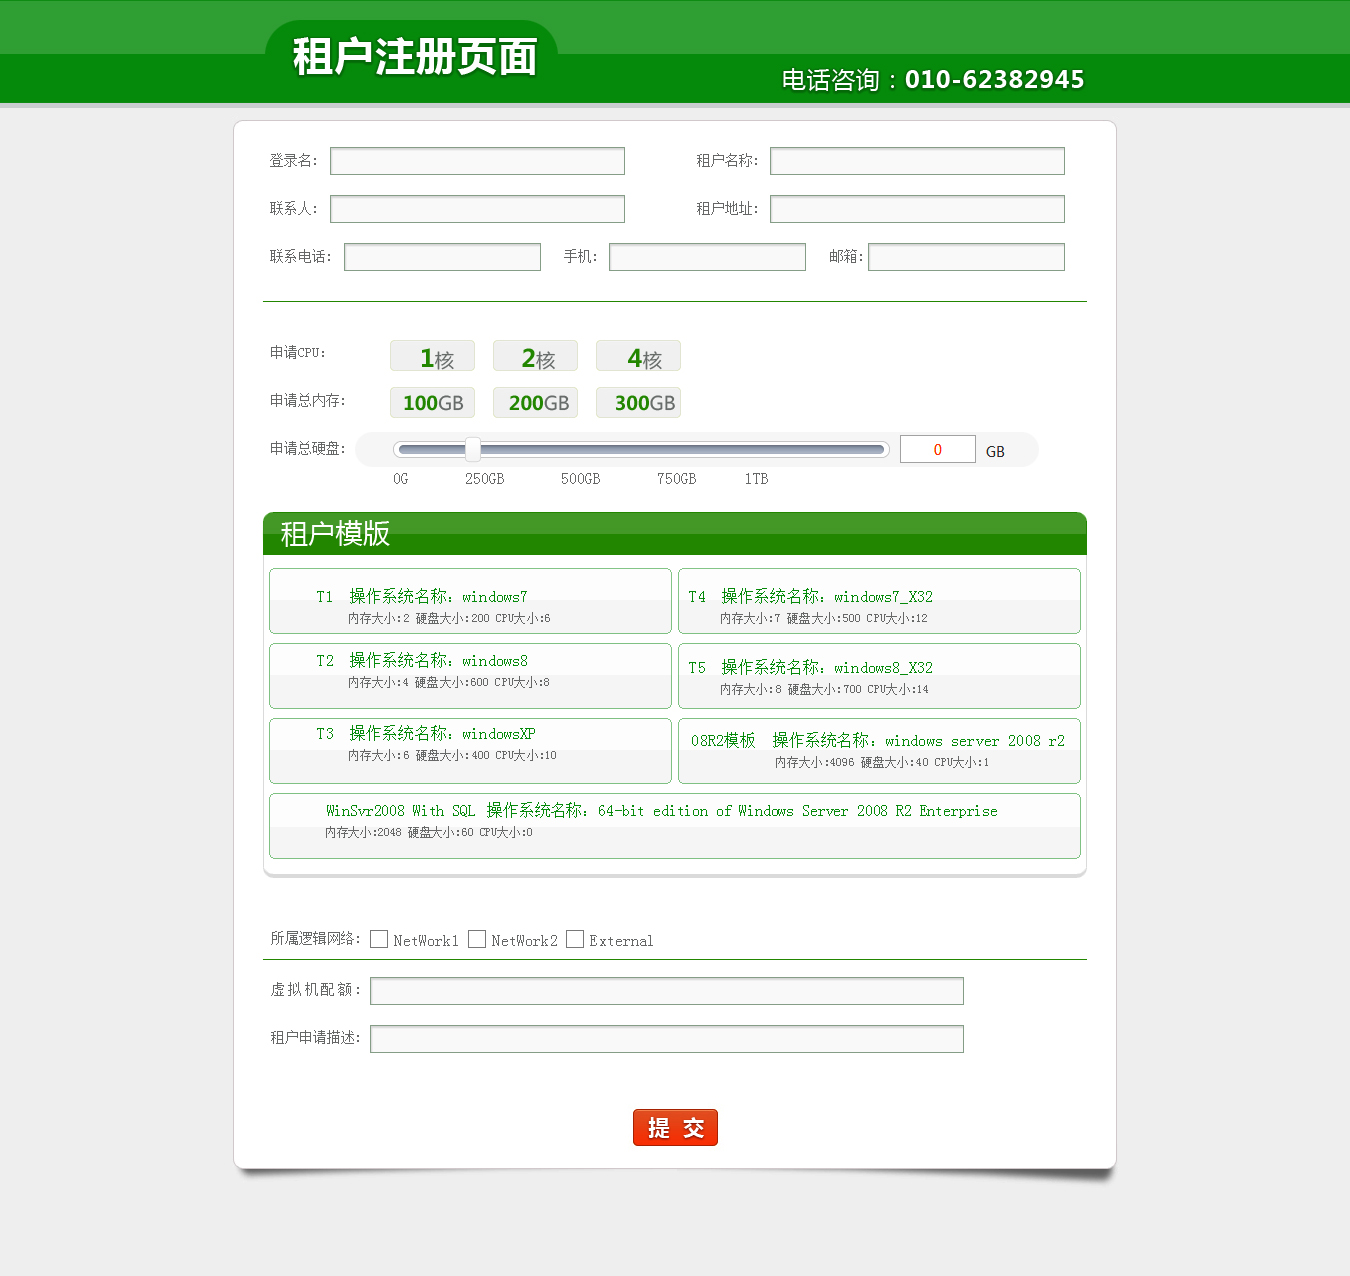 租户注册页面
电话咨询：010-62382945
登录名： 租户名称：
联系人： 租户地址：
联系电话： 手机： 邮箱：
申请CPU： 1核 2核 4核
申请总内存： 100GB 200GB 300GB
申请总硬盘： 0 GB
0G 250GB 500GB 750GB 1TB
租户模版
T1 操作系统名称：windows7
内存大小:2 硬盘大小:200 CPU大小:6
T4 操作系统名称：windows7_X32
内存大小:7 硬盘大小:500 CPU大小:12
T2 操作系统名称：windows8
内存大小:4 硬盘大小:600 CPU大小:8
T5 操作系统名称：windows8_X32
内存大小:8 硬盘大小:700 CPU大小:14
T3 操作系统名称：windowsXP
内存大小:6 硬盘大小:400 CPU大小:10
08R2模板 操作系统名称：windows server 2008 r2
内存大小:4096 硬盘大小:40 CPU大小:1
WinSvr2008 With SQL 操作系统名称：64-bit edition of Windows Server 2008 R2 Enterprise
内存大小:2048 硬盘大小:60 CPU大小:0
所属逻辑网络： NetWork1 NetWork2 External
虚拟机配额：
租户申请描述：
提 交